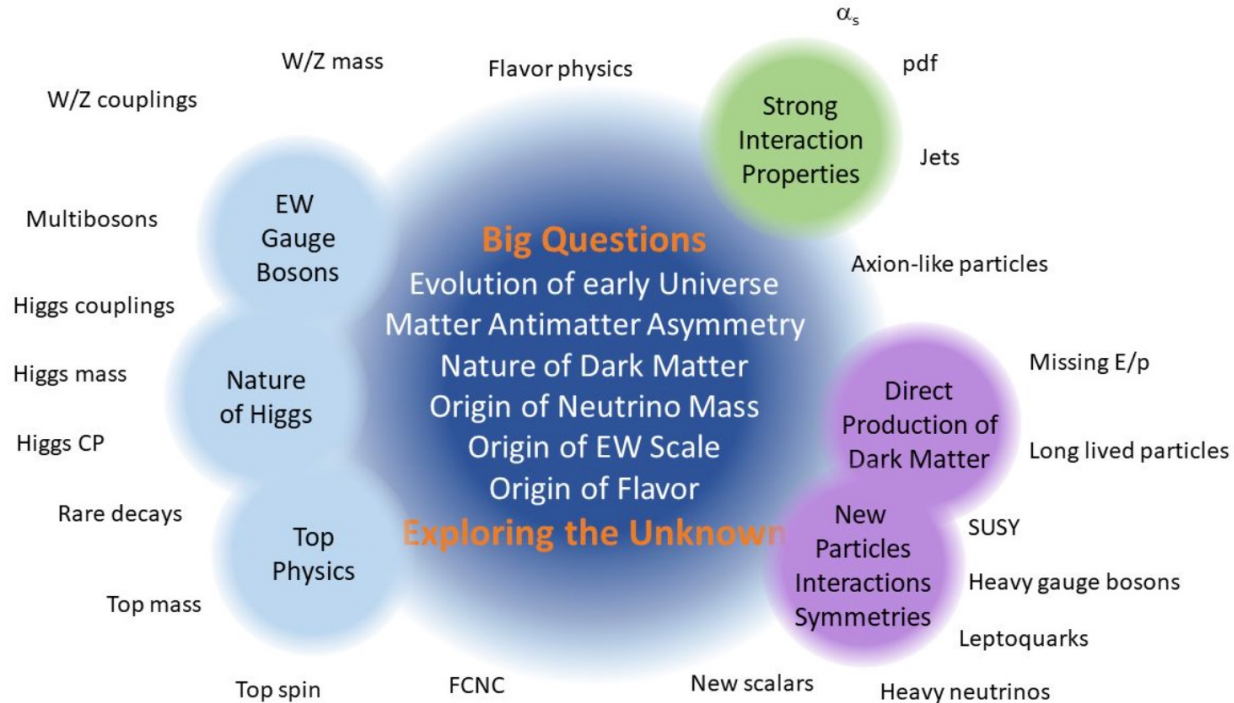 αs
W/Z mass
Flavor physics
pdf
W/Z couplings
Strong
Interaction
Properties
Jets
EW
Gauge
Bosons
Multibosons
Big Questions
Evolution of early Universe
Matter Antimatter Asymmetry
Nature of Dark Matter
Origin of Neutrino Mass
Origin of EW Scale
Origin of Flavor
Exploring the Unknown
Axion-like particles
Higgs couplings
Higgs mass
Nature
of Higgs
Higgs CP
Missing E/p
Direct
Production of
Dark Matter
Long lived particles
Rare decays
Top
Physics
New
Particles
Interactions
Symmetries
SUSY
Heavy gauge bosons
Top mass
Leptoquarks
Top spin
FCNC
New scalars
Heavy neutrinos